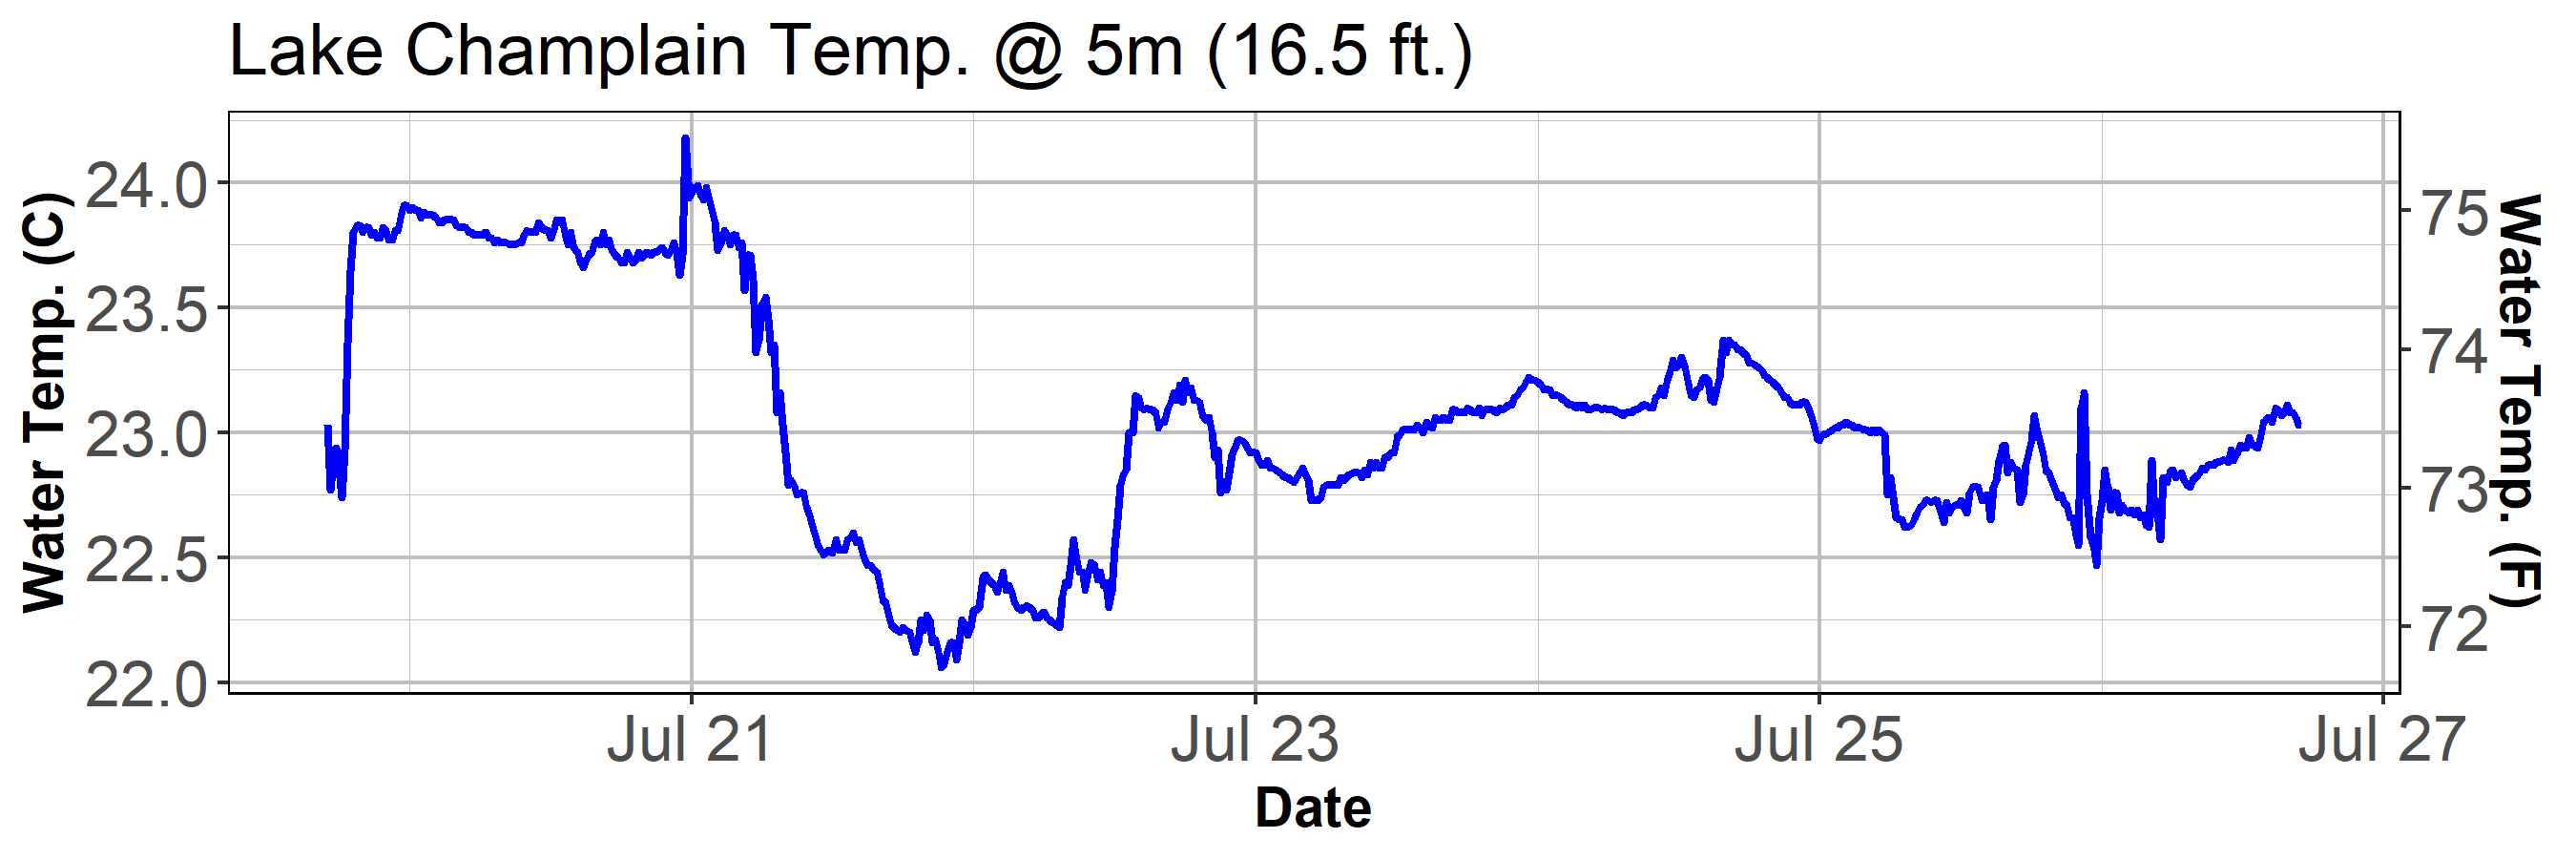 Lake Champlain Temp. @ 5m (16.5 ft.)
Water Temp. (C)
24.0
23.5
23.0
22.5
22.0
75
74
73
72
Water Temp. (F)
Jul 21
Jul 23
Jul 25
Jul 27
Date